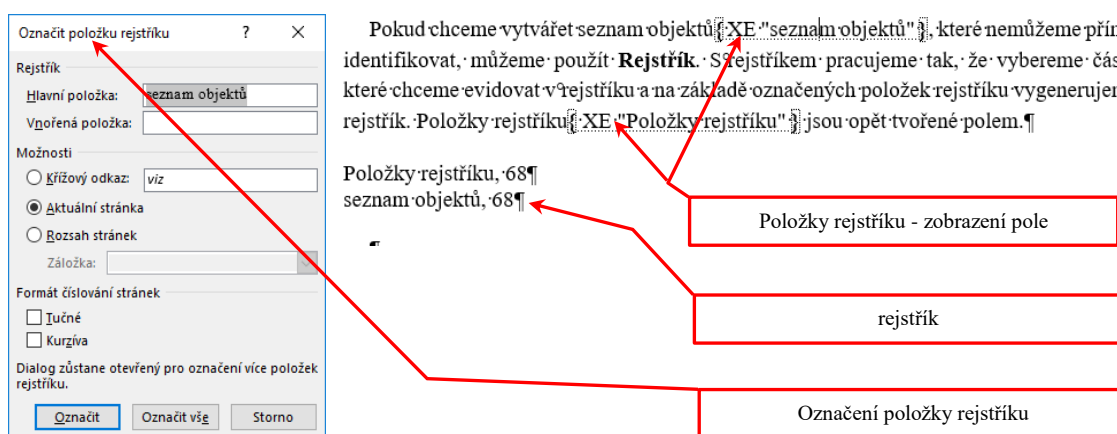 Označit položku rejstříku ? ×
Rejstřík
Hlavní položka: seznam objektů
Vnořená položka:
Možnosti
Křížový odkaz: viz
Aktuální stránka
Rozsah stránek
Záložka:
Formát číslování stránek
Tučné
Kurzíva
Dialog zůstane otevřený pro označení více položek
rejstříku.
Označit Označit vše Storno
Pokud·chceme·vytvářet·seznam·objektů{·XE·"seznam·objektů"·},·které·nemůžeme·přím
identifikovat,·můžeme·použít·Rejstřík.·S°rejstříkem·pracujeme·tak,·že·vybereme·čás
které·chceme·evidovat·v°rejstříku·a·na·základě·označených·položek·rejstříku·vygenerujem
rejstřík.·Položky·rejstříku{·XE·"Položky·rejstříku"·}·jsou·opět·tvořené·polem.¶
Položky·rejstříku,·68¶
seznam·objektů,·68¶
¶
Položky rejstříku - zobrazení pole
rejstřík
Označení položky rejstříku